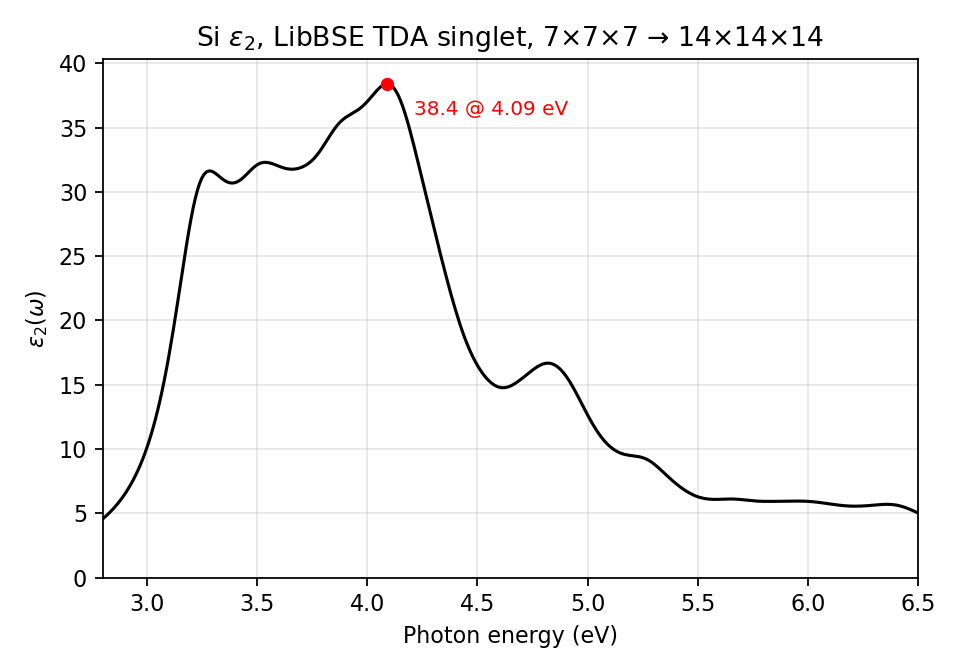 Si ε₂, LibBSE TDA singlet, 7×7×7 → 14×14×14
40
35
30
25
20
15
10
5
0
ε₂(ω)
38.4 @ 4.09 eV
3.0 3.5 4.0 4.5 5.0 5.5 6.0 6.5
Photon energy (eV)